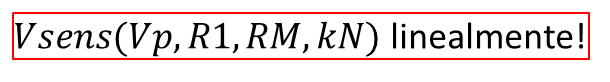 Vsens(Vp, R1, RM, kN) linealmente!